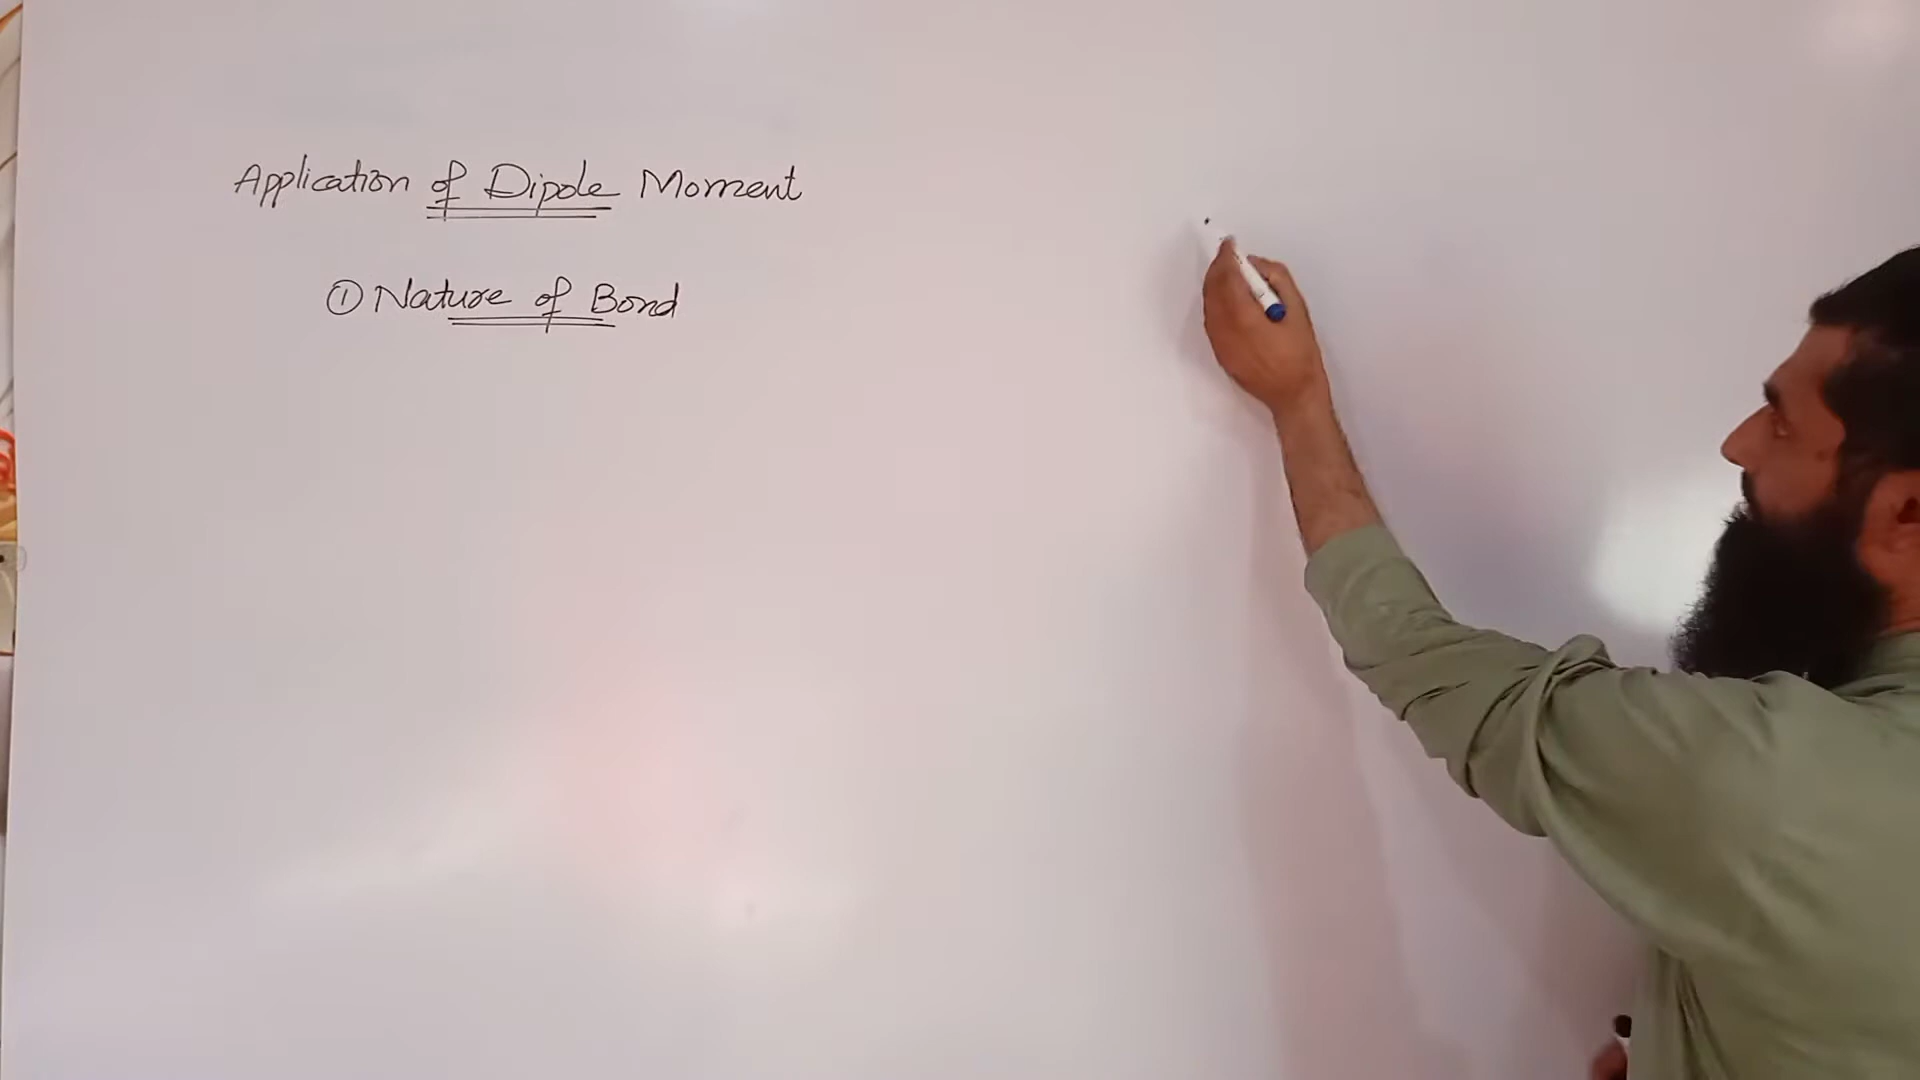 Application of Dipole Moment
① Nature of Bond